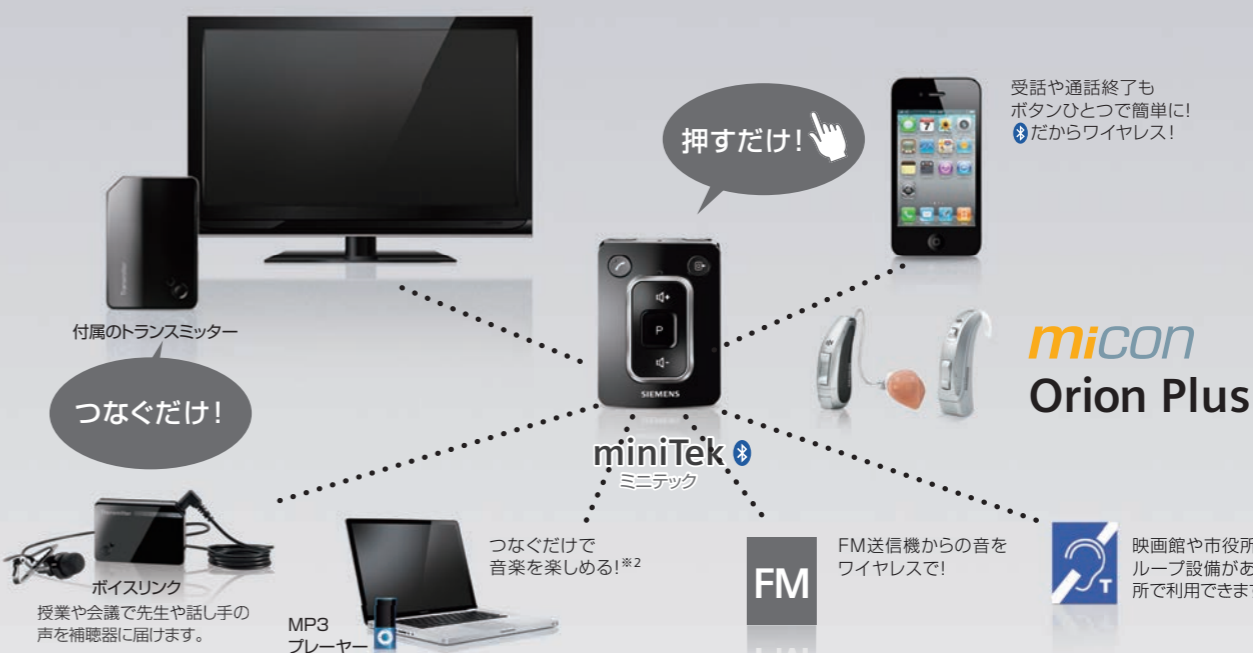 押すだけ!
受話や通話終了も
ボタンひとつで簡単に!
だからワイヤレス!
付属のトランスミッター
つなぐだけ!
P
SIEMENS
miniTek
ミニテック
micon
Orion Plus
Transmitter
ボイスリンク
授業や会議で先生や話し手の
声を補聴器に届けます。
MP3
プレーヤー
つなぐだけで
音楽を楽しめる!※2
FM
FM送信機からの音を
ワイヤレスで!
T
映画館や市役所
ループ設備があ
所で利用できます